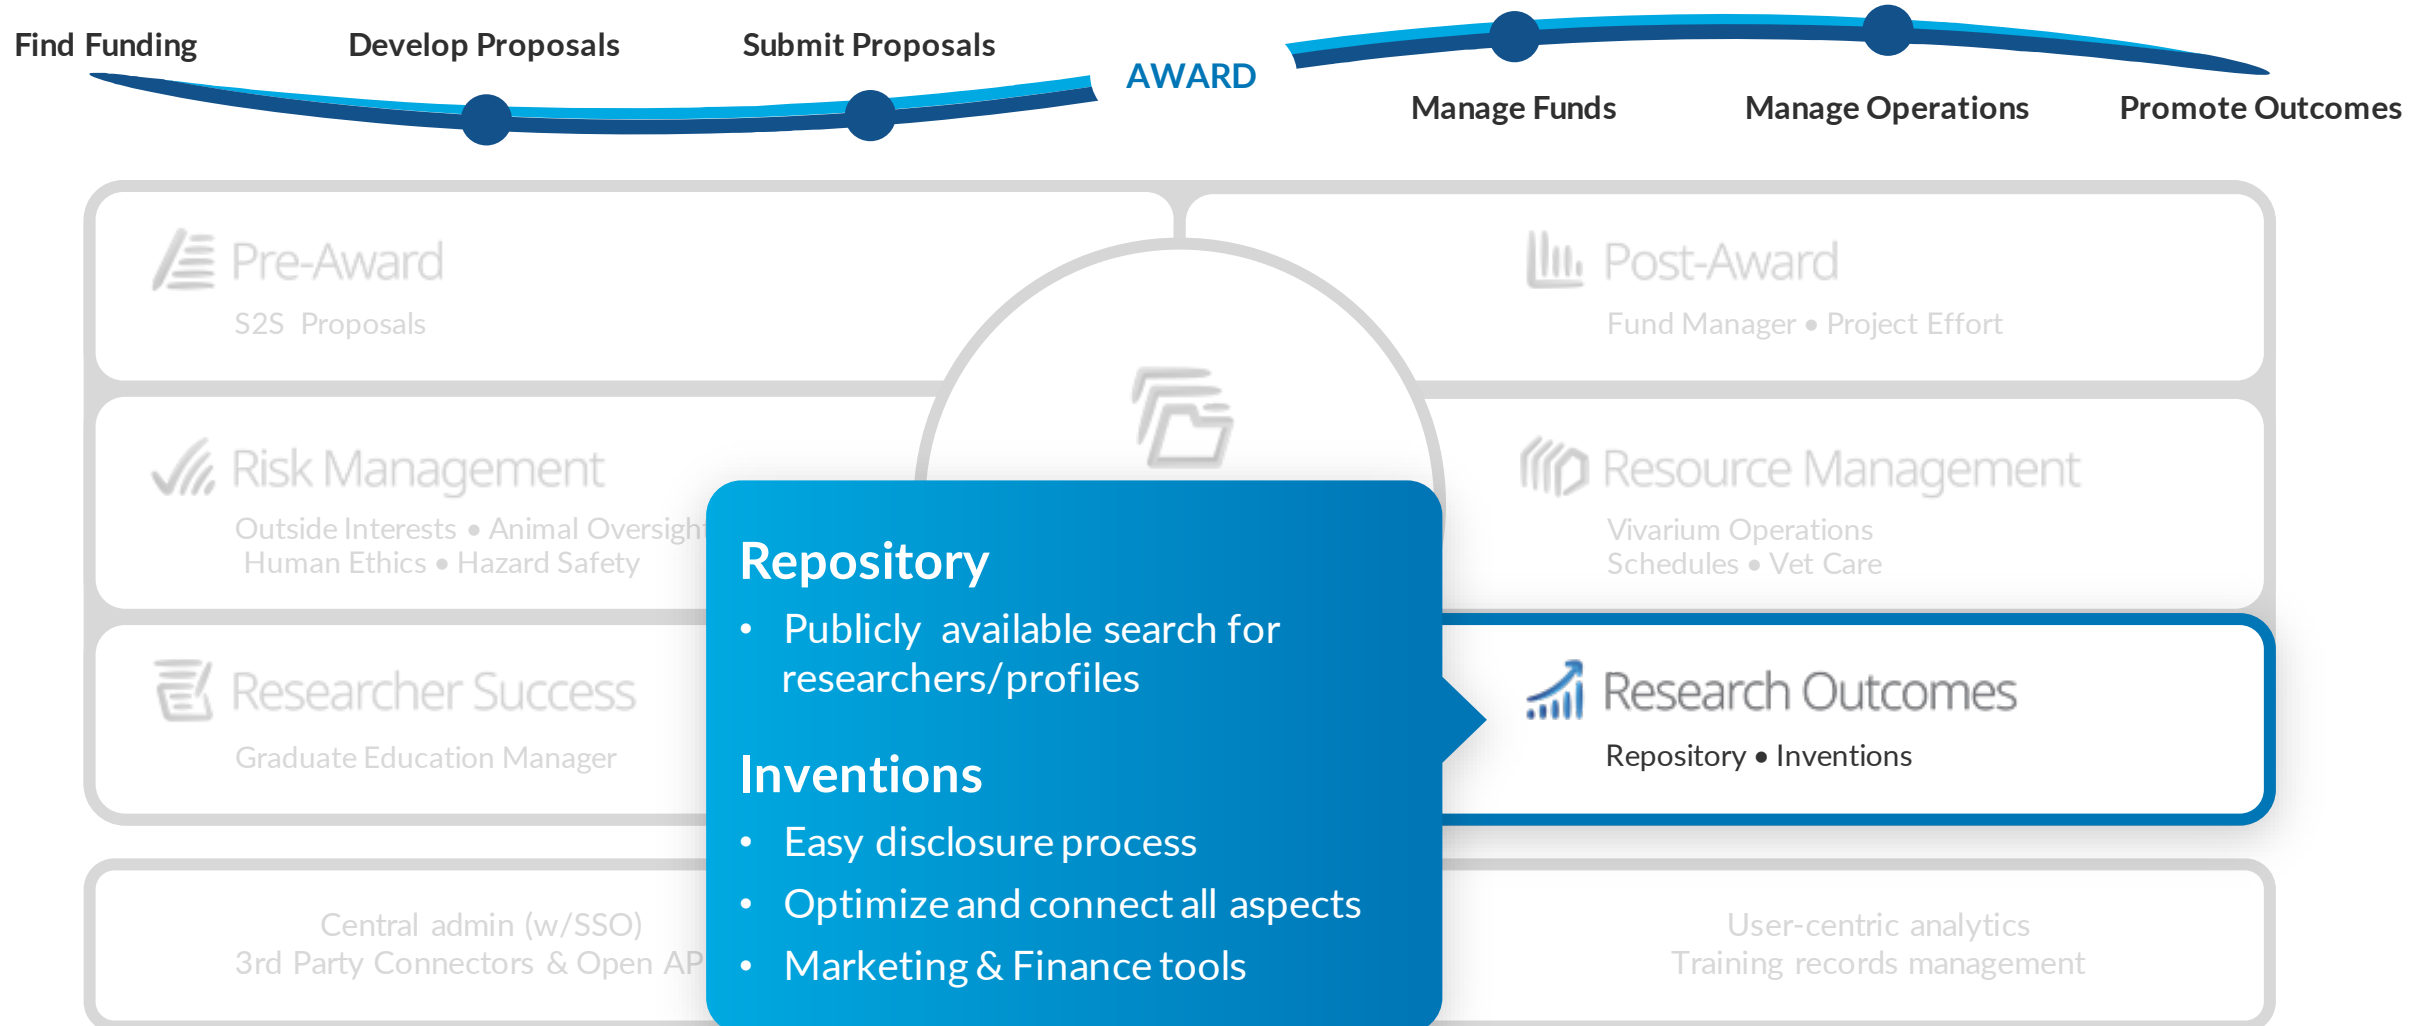 Find Funding
Develop Proposals
Submit Proposals
AWARD
Manage Funds
Manage Operations
Promote Outcomes
Pre-Award
S2S Proposals
Post-Award
Fund Manager • Project Effort
Risk Management
Outside Interests • Animal Oversight
Human Ethics • Hazard Safety
Resource Management
Vivarium Operations
Schedules • Vet Care
Researcher Success
Graduate Education Manager
Repository
• Publicly available search for
researchers/profiles
Inventions
• Easy disclosure process
• Optimize and connect all aspects
• Marketing & Finance tools
Research Outcomes
Repository • Inventions
Central admin (w/SSO)
3rd Party Connectors & Open AP
User-centric analytics
Training records management